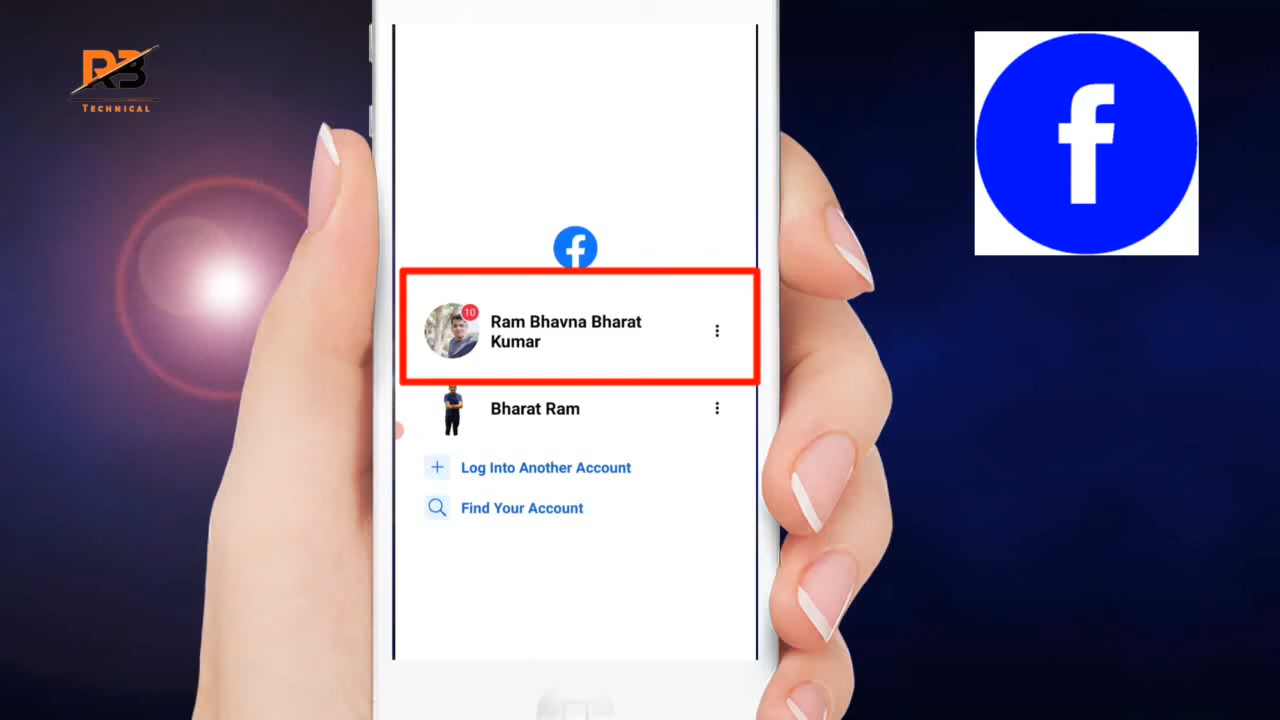 RB
TECHNICAL
f
f
10
Ram Bhavna Bharat
Kumar
Bharat Ram
Log Into Another Account
Find Your Account